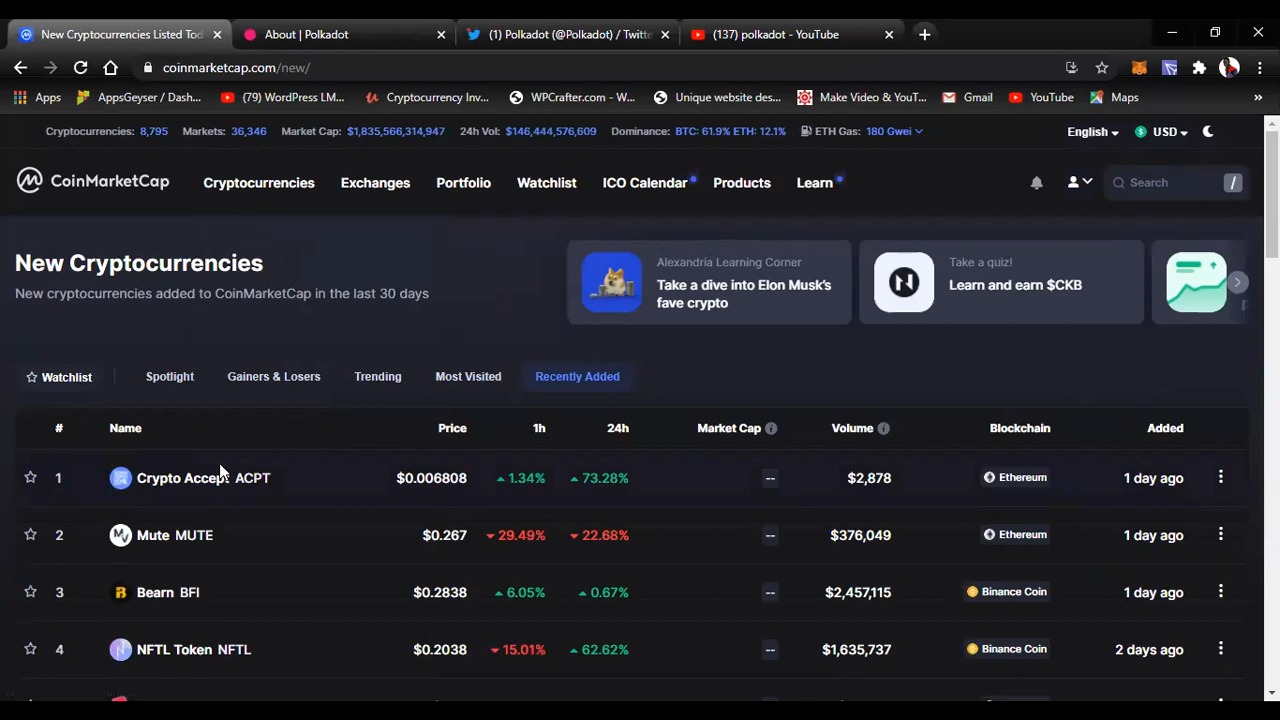 New Cryptocurrencies Listed Tod
About | Polkadot
(1) Polkadot (@Polkadot) / Twitte
(137) polkadot - YouTube
coinmarketcap.com/new/
Apps
AppsGeyser / Dash...
(79) WordPress LM...
Cryptocurrency Inv...
WPCrafter.com - W...
Unique website des...
Make Video & YouT...
Gmail
YouTube
Maps
»
Cryptocurrencies: 8,795 Markets: 36,346 Market Cap: $1,835,566,314,947 24h Vol: $146,444,576,609 Dominance: BTC: 61.9% ETH: 12.1% ETH Gas: 180 Gwei
English
USD
CoinMarketCap
Cryptocurrencies
Exchanges
Portfolio
Watchlist
ICO Calendar
Products
Learn
Search
/
New Cryptocurrencies
New cryptocurrencies added to CoinMarketCap in the last 30 days
Alexandria Learning Corner
Take a dive into Elon Musk's
fave crypto
Take a quiz!
Learn and earn $CKB
Watchlist
Spotlight
Gainers & Losers
Trending
Most Visited
Recently Added
# Name Price 1h 24h Market Cap Volume Blockchain Added
1 Crypto Accept ACPT $0.006808 1.34% 73.28% -- $2,878 Ethereum 1 day ago
2 Mute MUTE $0.267 29.49% 22.68% -- $376,049 Ethereum 1 day ago
3 Bearn BFI $0.2838 6.05% 0.67% -- $2,457,115 Binance Coin 1 day ago
4 NFTL Token NFTL $0.2038 15.01% 62.62% -- $1,635,737 Binance Coin 2 days ago